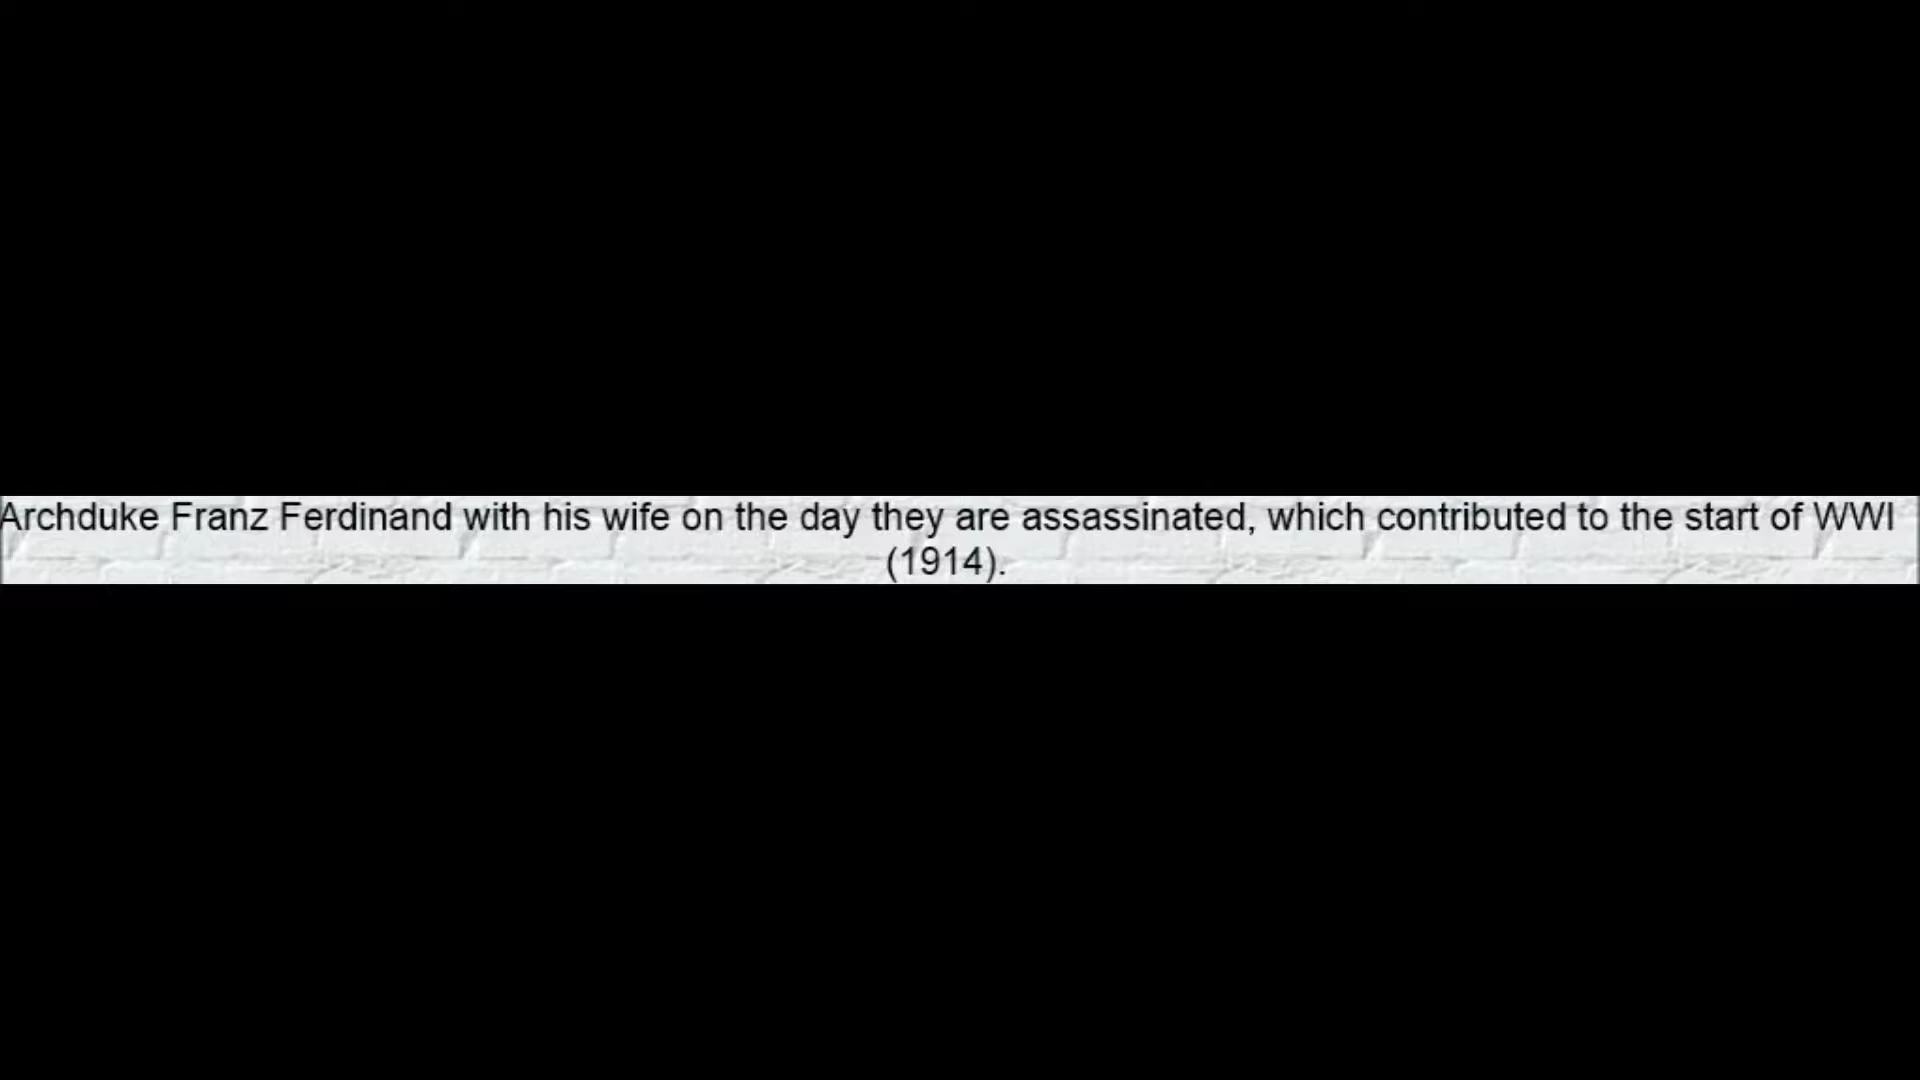 Archduke Franz Ferdinand with his wife on the day they are assassinated, which contributed to the start of WWI
(1914).